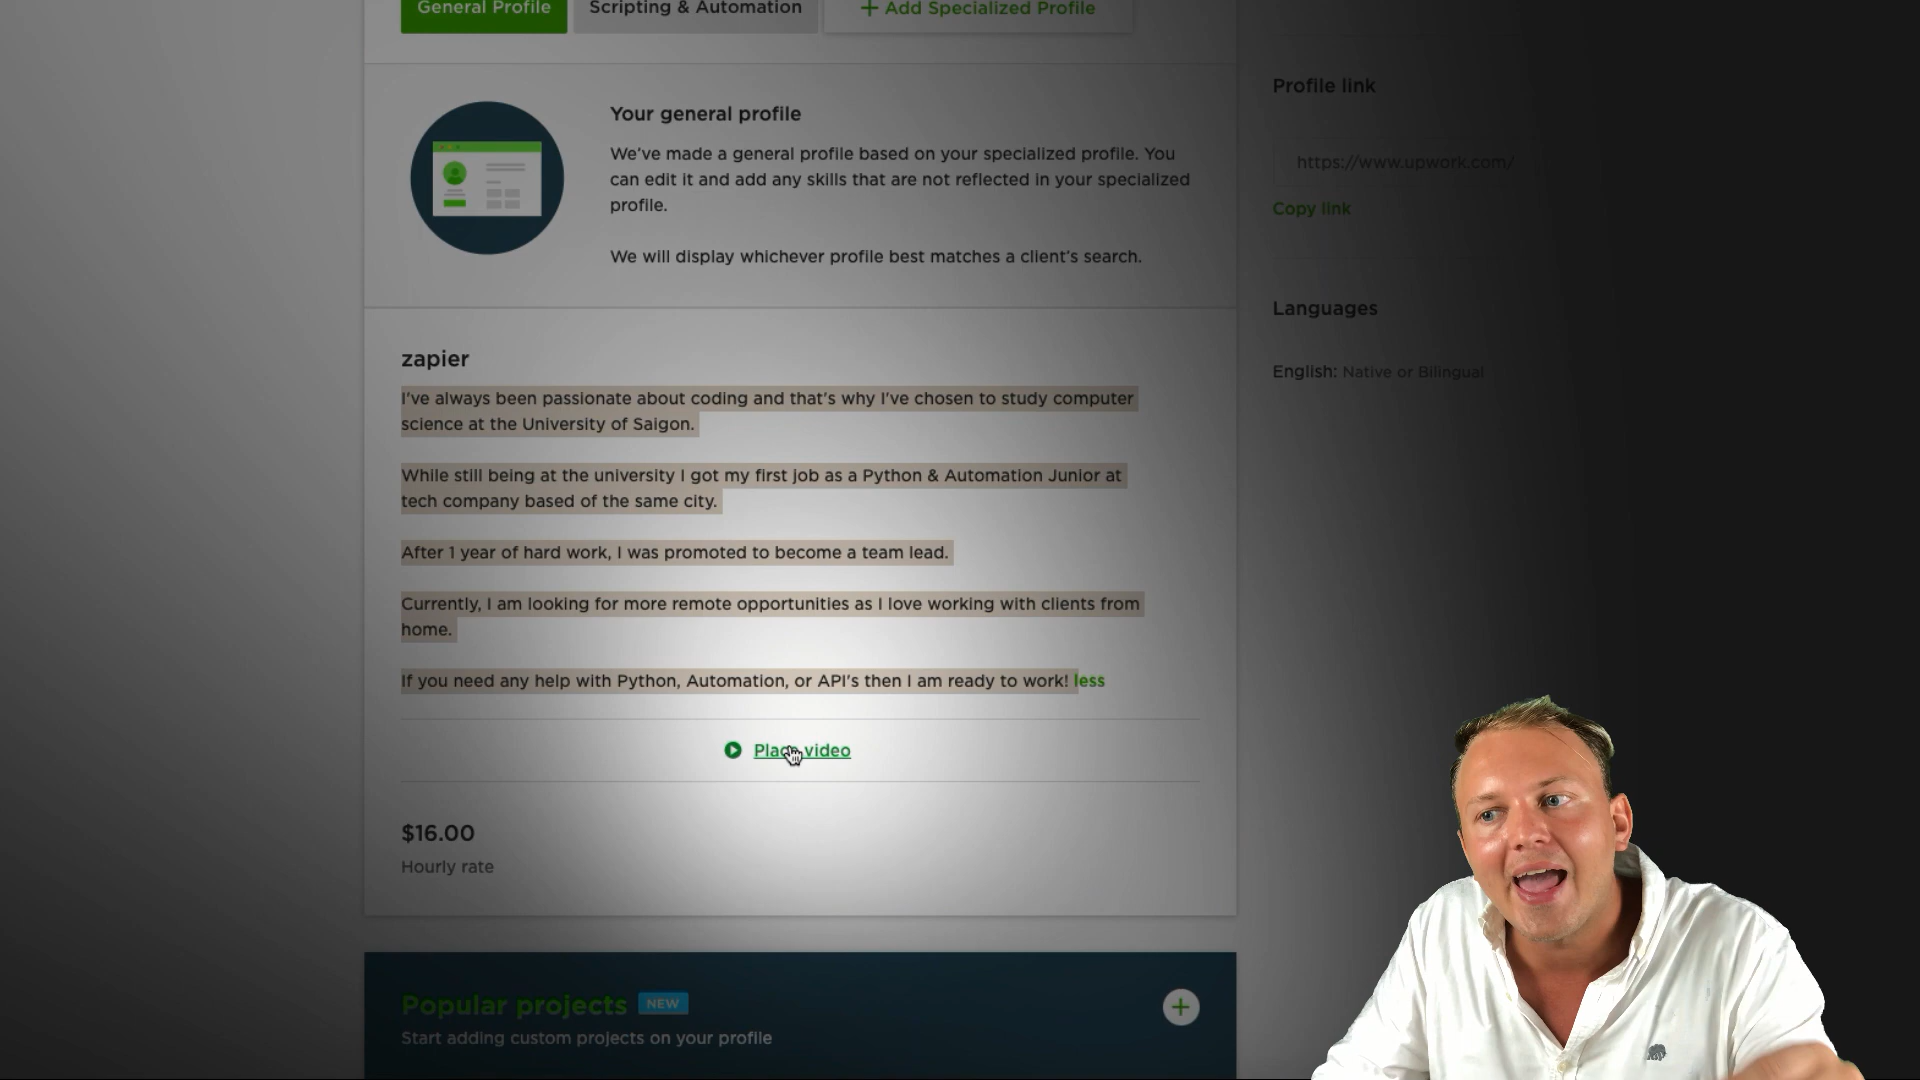 General Profile
Scripting & Automation
+ Add Specialized Profile
Profile link
Your general profile
We've made a general profile based on your specialized profile. You
can edit it and add any skills that are not reflected in your specialized
profile.
https://www.upwork.com/
Copy link
We will display whichever profile best matches a client's search.
Languages
English: Native or Bilingual
zapier
I've always been passionate about coding and that's why I've chosen to study computer
science at the University of Saigon.
While still being at the university I got my first job as a Python & Automation Junior at
tech company based of the same city.
After 1 year of hard work, I was promoted to become a team lead.
Currently, I am looking for more remote opportunities as I love working with clients from
home.
If you need any help with Python, Automation, or API's then I am ready to work! less
Place video
$16.00
Hourly rate
Popular projects NEW
Start adding custom projects on your profile